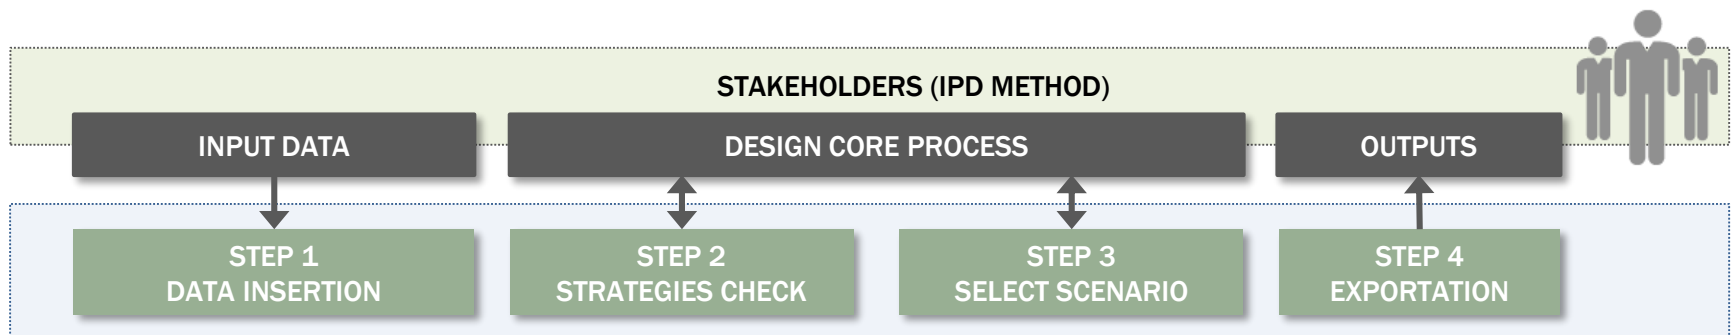 STAKEHOLDERS (IPD METHOD)
INPUT DATA
DESIGN CORE PROCESS
OUTPUTS
STEP 1
DATA INSERTION
STEP 2
STRATEGIES CHECK
STEP 3
SELECT SCENARIO
STEP 4
EXPORTATION